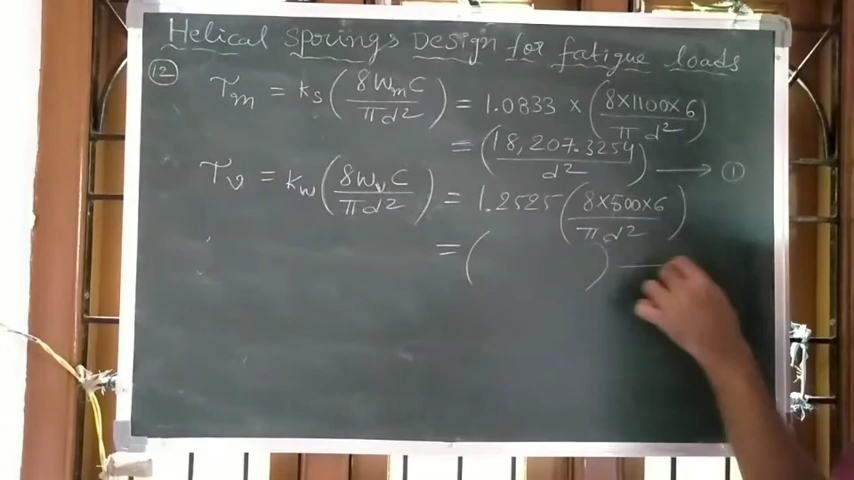 Helical Springs Design for fatigue loads
12 τm = ks (8WmC / πd²) = 1.0833 × (8×1100×6 / π d²)
= (18,207.3254 / d²) → 1
τv = kw (8WvC / πd²) = 1.2525 (8×500×6 / πd²)
= ( )